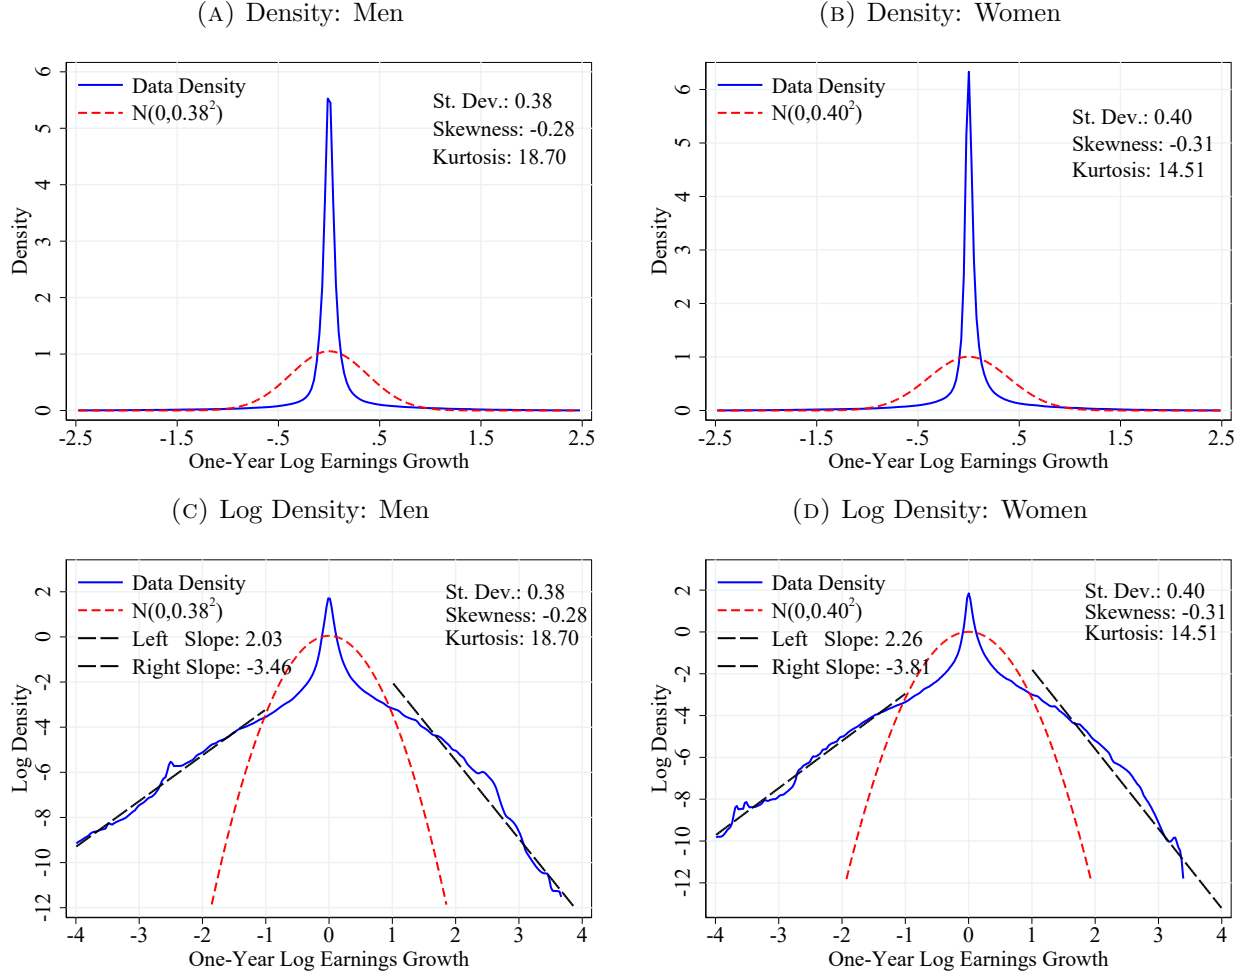 (A) Density: Men
6
5
4
3
2
1
0
Density
Data Density
N(0,0.38²)
St. Dev.: 0.38
Skewness: -0.28
Kurtosis: 18.70
-2.5 -1.5 -.5 .5 1.5 2.5
One-Year Log Earnings Growth
(B) Density: Women
6
5
4
3
2
1
0
Density
Data Density
N(0,0.40²)
St. Dev.: 0.40
Skewness: -0.31
Kurtosis: 14.51
-2.5 -1.5 -.5 .5 1.5 2.5
One-Year Log Earnings Growth
(C) Log Density: Men
2
0
-2
-4
-6
-8
-10
-12
Log Density
Data Density
N(0,0.38²)
Left Slope: 2.03
Right Slope: -3.46
St. Dev.: 0.38
Skewness: -0.28
Kurtosis: 18.70
-4 -3 -2 -1 0 1 2 3 4
One-Year Log Earnings Growth
(D) Log Density: Women
2
0
-2
-4
-6
-8
-10
-12
Log Density
Data Density
N(0,0.40²)
Left Slope: 2.26
Right Slope: -3.81
St. Dev.: 0.40
Skewness: -0.31
Kurtosis: 14.51
-4 -3 -2 -1 0 1 2 3 4
One-Year Log Earnings Growth